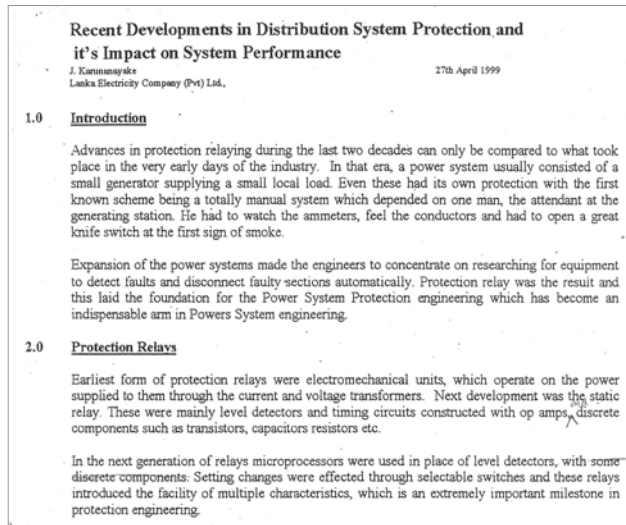 Recent Developments in Distribution System Protection and
it's Impact on System Performance
J. Karunanayake 27th April 1999
Lanka Electricity Company (Pvt) Ltd.,
1.0 Introduction
Advances in protection relaying during the last two decades can only be compared to what took
place in the very early days of the industry. In that era, a power system usually consisted of a
small generator supplying a small local load. Even these had its own protection with the first
known scheme being a totally manual system which depended on one man, the attendant at the
generating station. He had to watch the ammeters, feel the conductors and had to open a great
knife switch at the first sign of smoke.
Expansion of the power systems made the engineers to concentrate on researching for equipment
to detect faults and disconnect faulty sections automatically. Protection relay was the result and
this laid the foundation for the Power System Protection engineering which has become an
indispensable arm in Powers System engineering.
2.0 Protection Relays
Earliest form of protection relays were electromechanical units, which operate on the power
supplied to them through the current and voltage transformers. Next development was the static
relay. These were mainly level detectors and timing circuits constructed with op amps, discrete
components such as transistors, capacitors resistors etc.
In the next generation of relays microprocessors were used in place of level detectors, with some
discrete components. Setting changes were effected through selectable switches and these relays
introduced the facility of multiple characteristics, which is an extremely important milestone in
protection engineering.